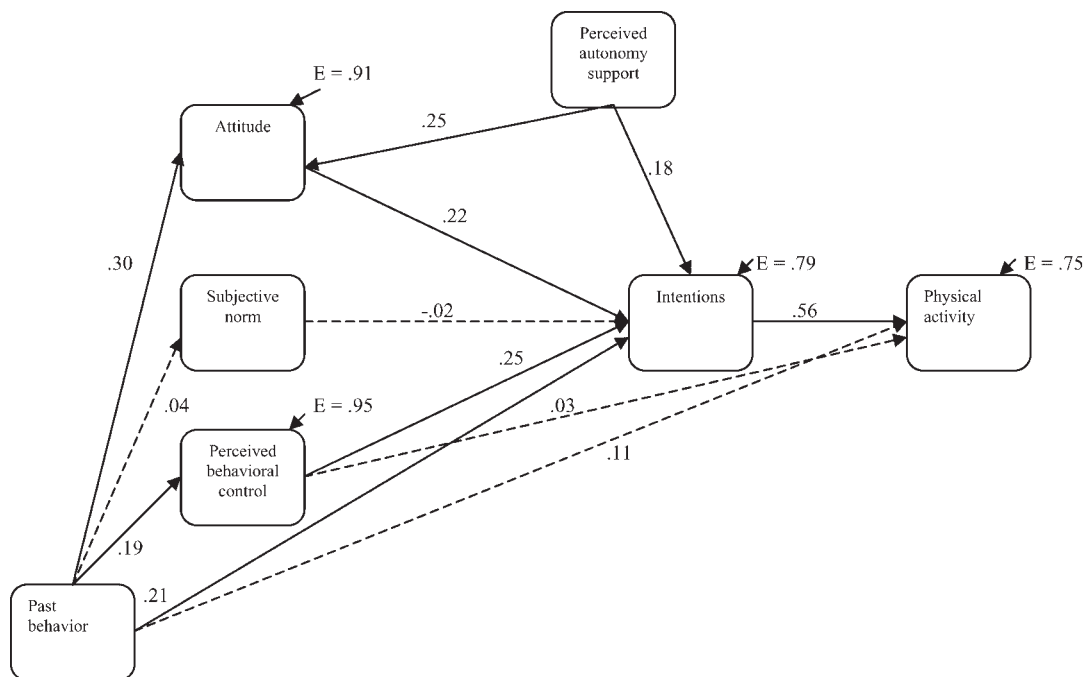 Perceived
autonomy
support
E = .91
Attitude
.25
.18
.22
.30
E = .79
E = .75
Subjective
norm
-.02
Intentions
.56
Physical
activity
.25
.04
.03
E = .95
Perceived
behavioral
control
.11
.19
.21
Past
behavior